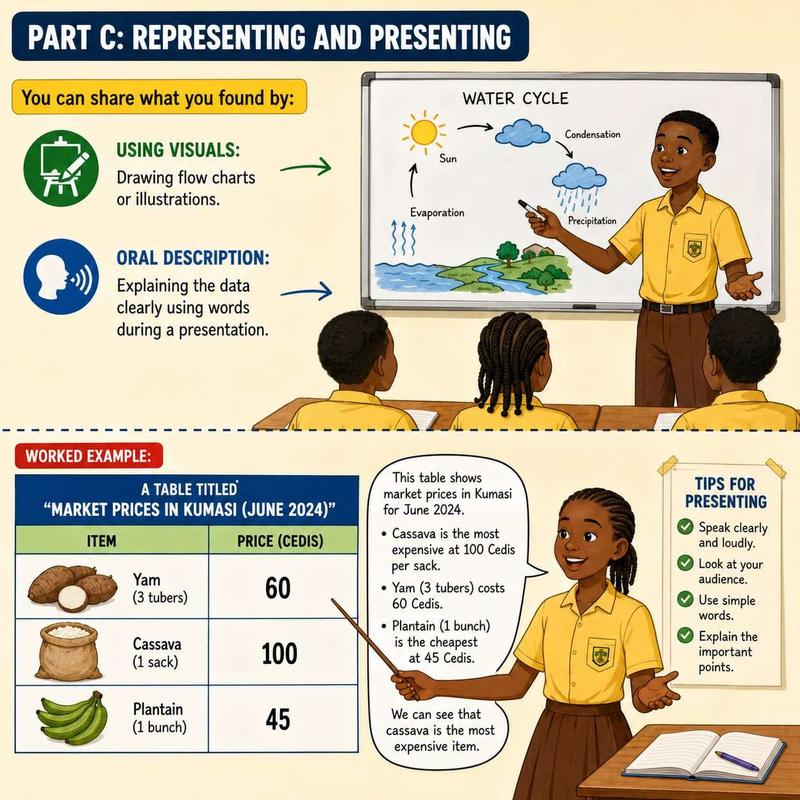 PART C: REPRESENTING AND PRESENTING
You can share what you found by:
USING VISUALS:
Drawing flow charts
or illustrations.
ORAL DESCRIPTION:
Explaining the data
clearly using words
during a presentation.
WATER CYCLE
Sun
Condensation
Evaporation
Precipitation
WORKED EXAMPLE:
A TABLE TITLED
“MARKET PRICES IN KUMASI (JUNE 2024)”
ITEM PRICE (CEDIS)
Yam
(3 tubers)
60
Cassava
(1 sack)
100
Plantain
(1 bunch)
45
This table shows
market prices in Kumasi
for June 2024.
• Cassava is the most
expensive at 100 Cedis
per sack.
• Yam (3 tubers) costs
60 Cedis.
• Plantain (1 bunch)
is the cheapest
at 45 Cedis.
We can see that
cassava is the most
expensive item.
TIPS FOR
PRESENTING
Speak clearly
and loudly.
Look at your
audience.
Use simple
words.
Explain the
important
points.